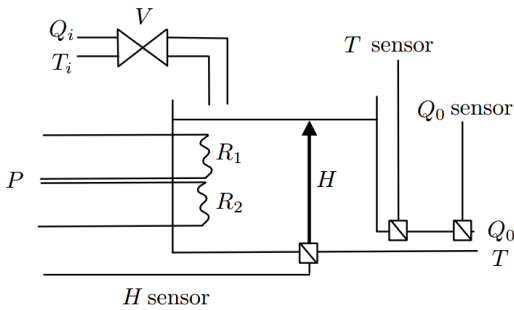 V
Q_i
T_i
T sensor
Q_0 sensor
R_1
P
H
R_2
Q_0
T
H sensor